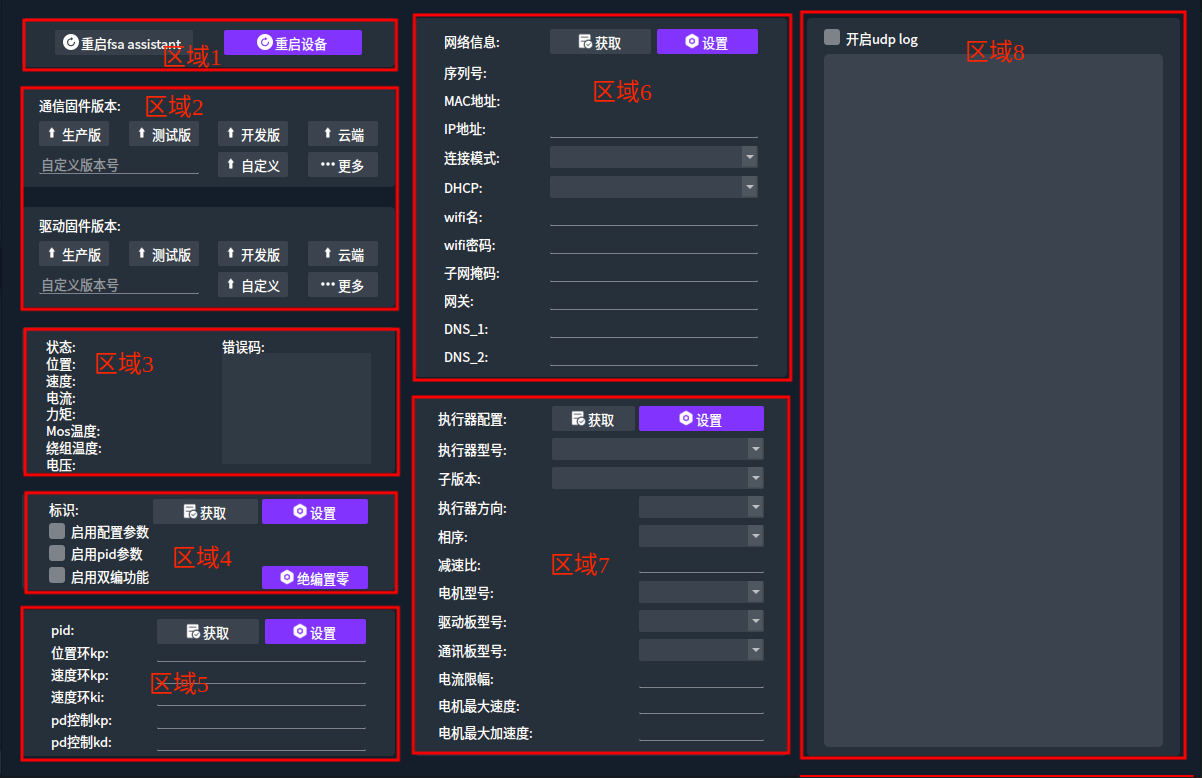 重启fsa assistant 重启设备
区域1
通信固件版本: 区域2
生产版 测试版 开发版 云端
自定义版本号 自定义 更多
驱动固件版本:
生产版 测试版 开发版 云端
自定义版本号 自定义 更多
状态: 错误码:
位置: 区域3
速度:
电流:
力矩:
Mos温度:
绕组温度:
电压:
标识: 获取 设置
启用配置参数
启用pid参数 区域4
启用双编功能 绝编置零
pid: 获取 设置
位置环kp:
速度环kp: 区域5
速度环ki:
pd控制kp:
pd控制kd:
网络信息: 获取 设置
序列号:
区域6
MAC地址:
IP地址:
连接模式:
DHCP:
wifi名:
wifi密码:
子网掩码:
网关:
DNS_1:
DNS_2:
执行器配置: 获取 设置
执行器型号:
子版本:
执行器方向:
相序:
减速比: 区域7
电机型号:
驱动板型号:
通讯板型号:
电流限幅:
电机最大速度:
电机最大加速度:
开启udp log 区域8